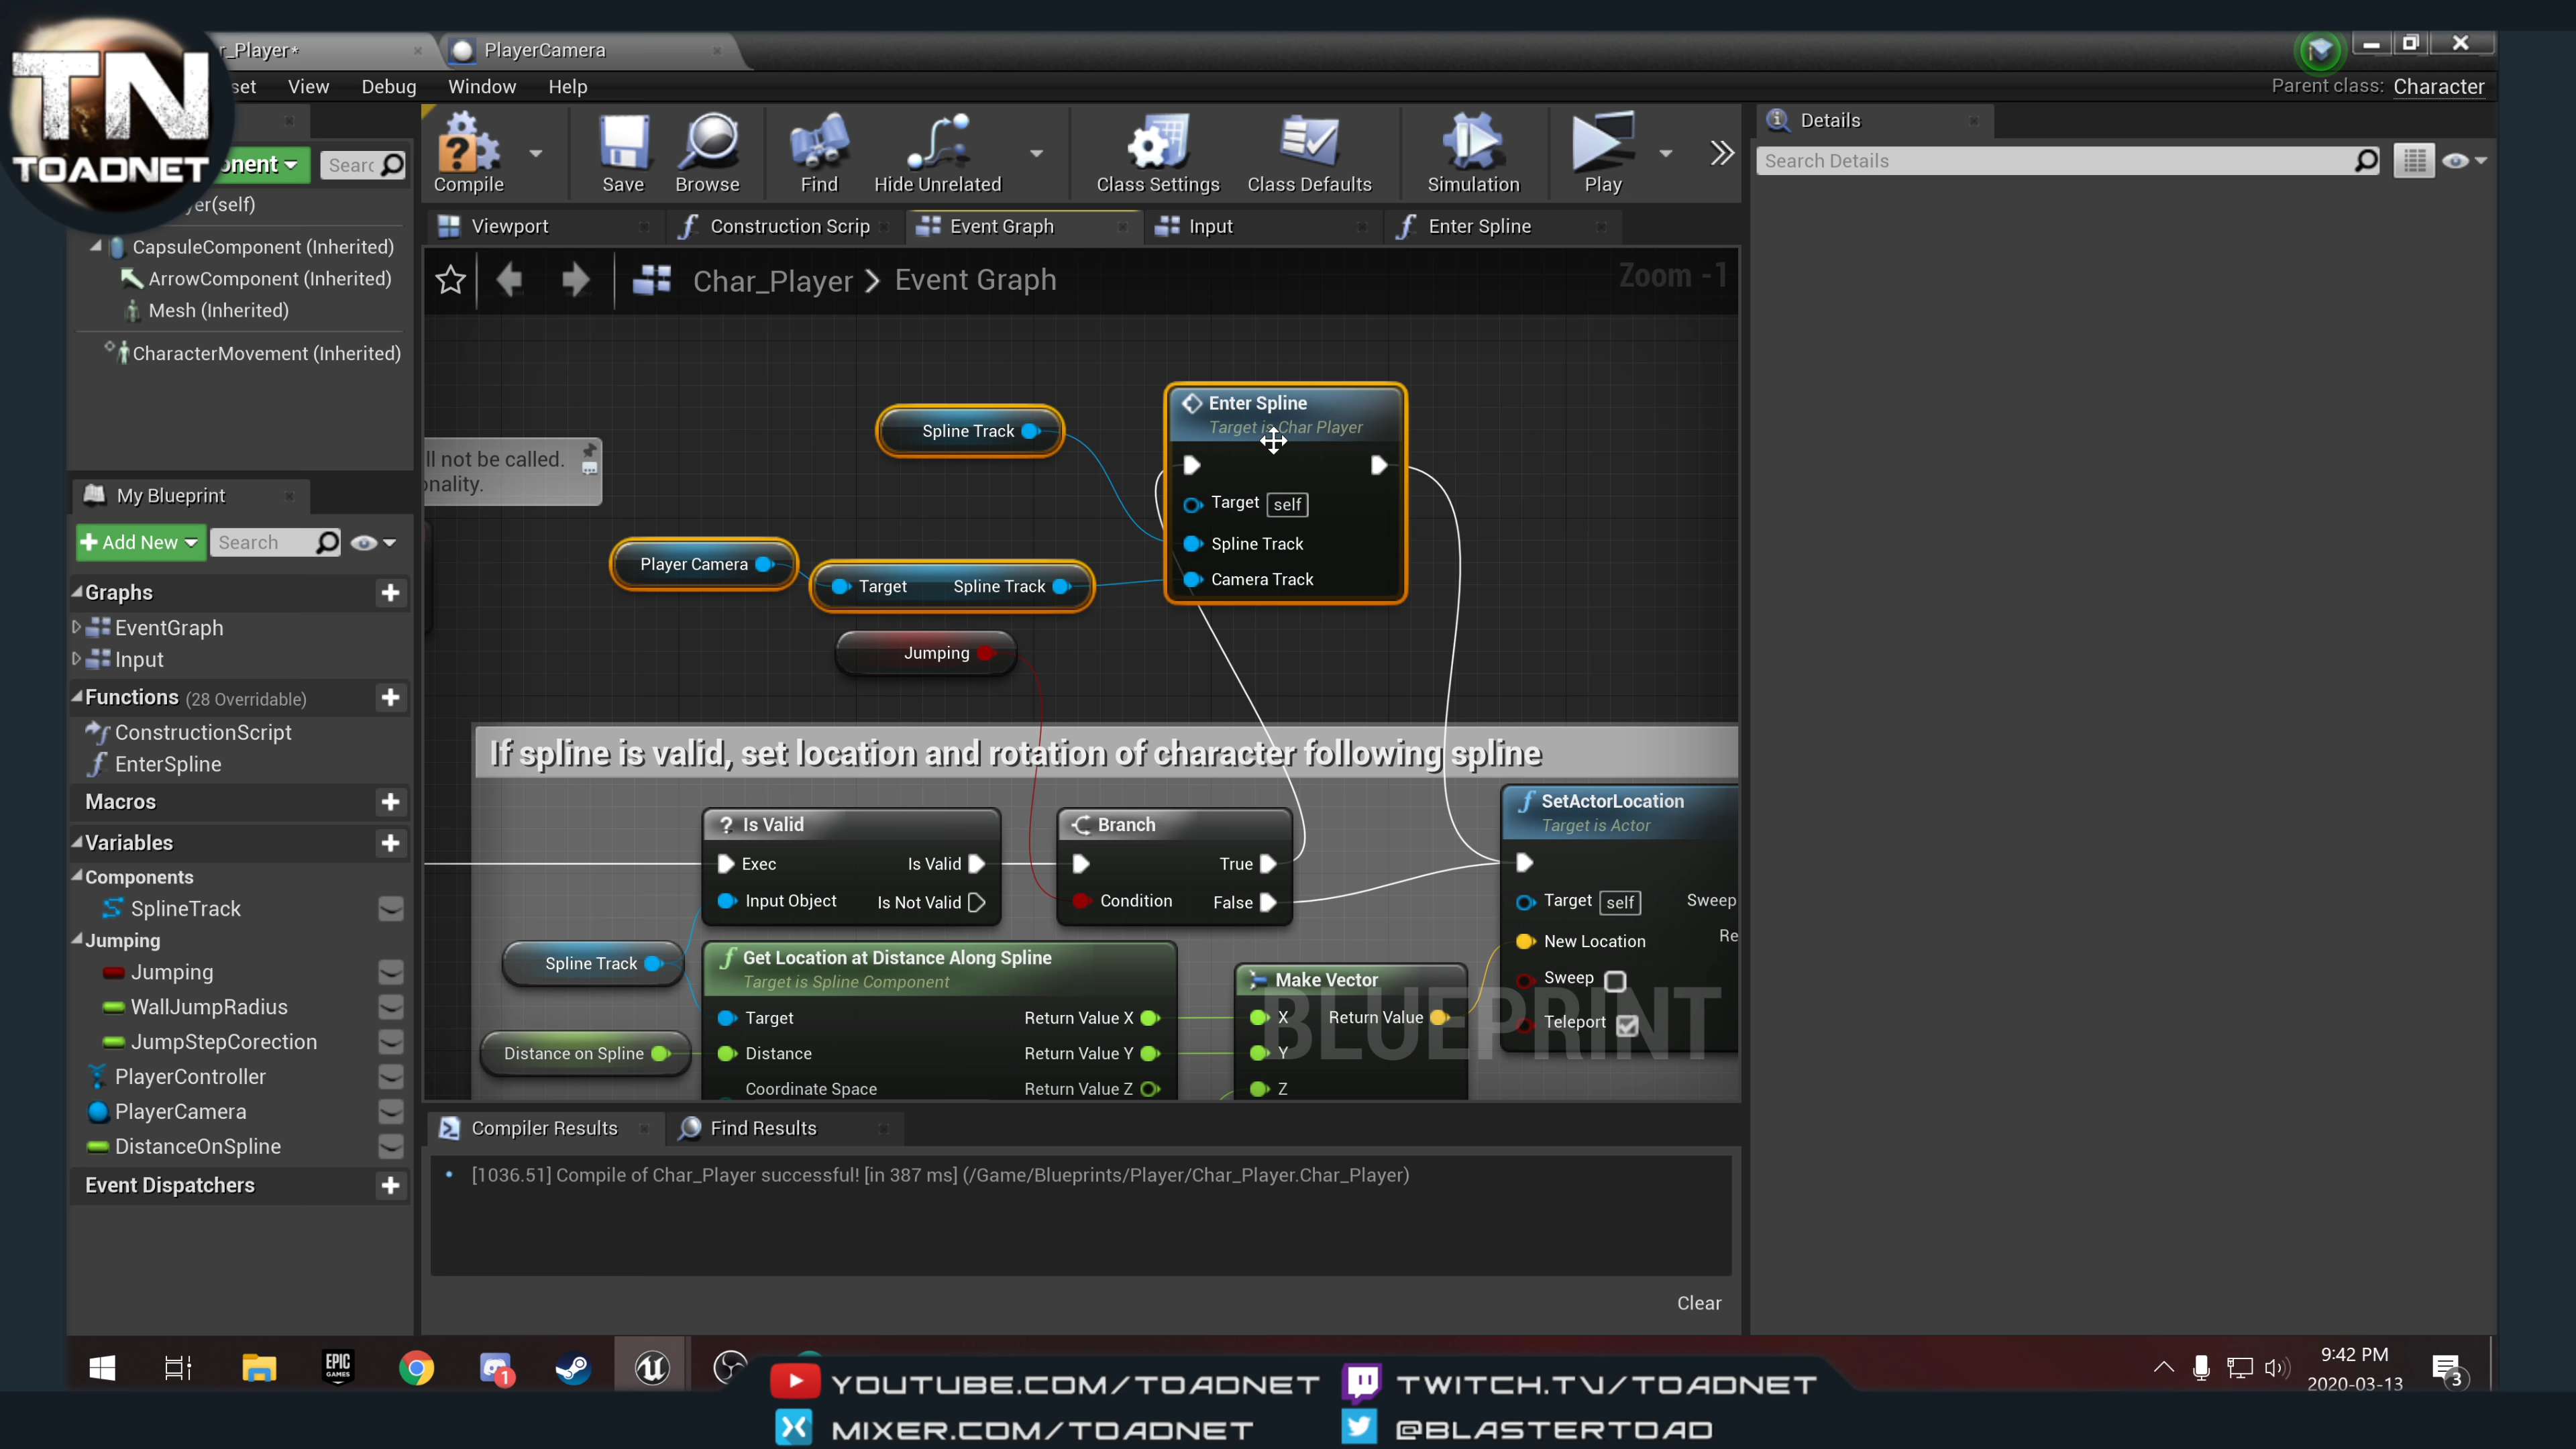 r_Player*
PlayerCamera
set
View
Debug
Window
Help
Parent class: Character
TN
TOADNET
onent
Searc
yer(self)
CapsuleComponent (Inherited)
ArrowComponent (Inherited)
Mesh (Inherited)
CharacterMovement (Inherited)
Compile
Save
Browse
Find
Hide Unrelated
Class Settings
Class Defaults
Simulation
Play
Details
Search Details
Viewport
Construction Scrip
Event Graph
Input
Enter Spline
Char_Player
Event Graph
Zoom -1
My Blueprint
Add New
Search
Graphs
EventGraph
Input
Functions (28 Overridable)
ConstructionScript
EnterSpline
Macros
Variables
Components
SplineTrack
Jumping
Jumping
WallJumpRadius
JumpStepCorection
PlayerController
PlayerCamera
DistanceOnSpline
Event Dispatchers
ll not be called.
onality.
Spline Track
Player Camera
Target
Spline Track
Jumping
Enter Spline
Target is Char Player
Target self
Spline Track
Camera Track
If spline is valid, set location and rotation of character following spline
? Is Valid
Exec
Is Valid
Input Object
Is Not Valid
Branch
True
Condition
False
SetActorLocation
Target is Actor
Target self
Sweep
New Location
Re
Sweep
Teleport
Spline Track
Distance on Spline
Get Location at Distance Along Spline
Target is Spline Component
Target
Return Value X
Distance
Return Value Y
Coordinate Space
Return Value Z
Make Vector
X
Return Value
Y
Z
BLUEPRINT
Compiler Results
Find Results
[1036.51] Compile of Char_Player successful! [in 387 ms] (/Game/Blueprints/Player/Char_Player.Char_Player)
Clear
EPIC
GAMES
1
9:42 PM
2020-03-13
3
YOUTUBE.COM/TOADNET
TWITCH.TV/TOADNET
MIXER.COM/TOADNET
@BLASTERTOAD